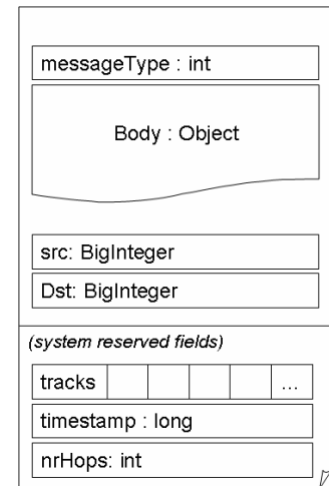 messageType : int
Body : Object
src: BigInteger
Dst: BigInteger
(system reserved fields)
tracks ...
timestamp : long
nrHops: int